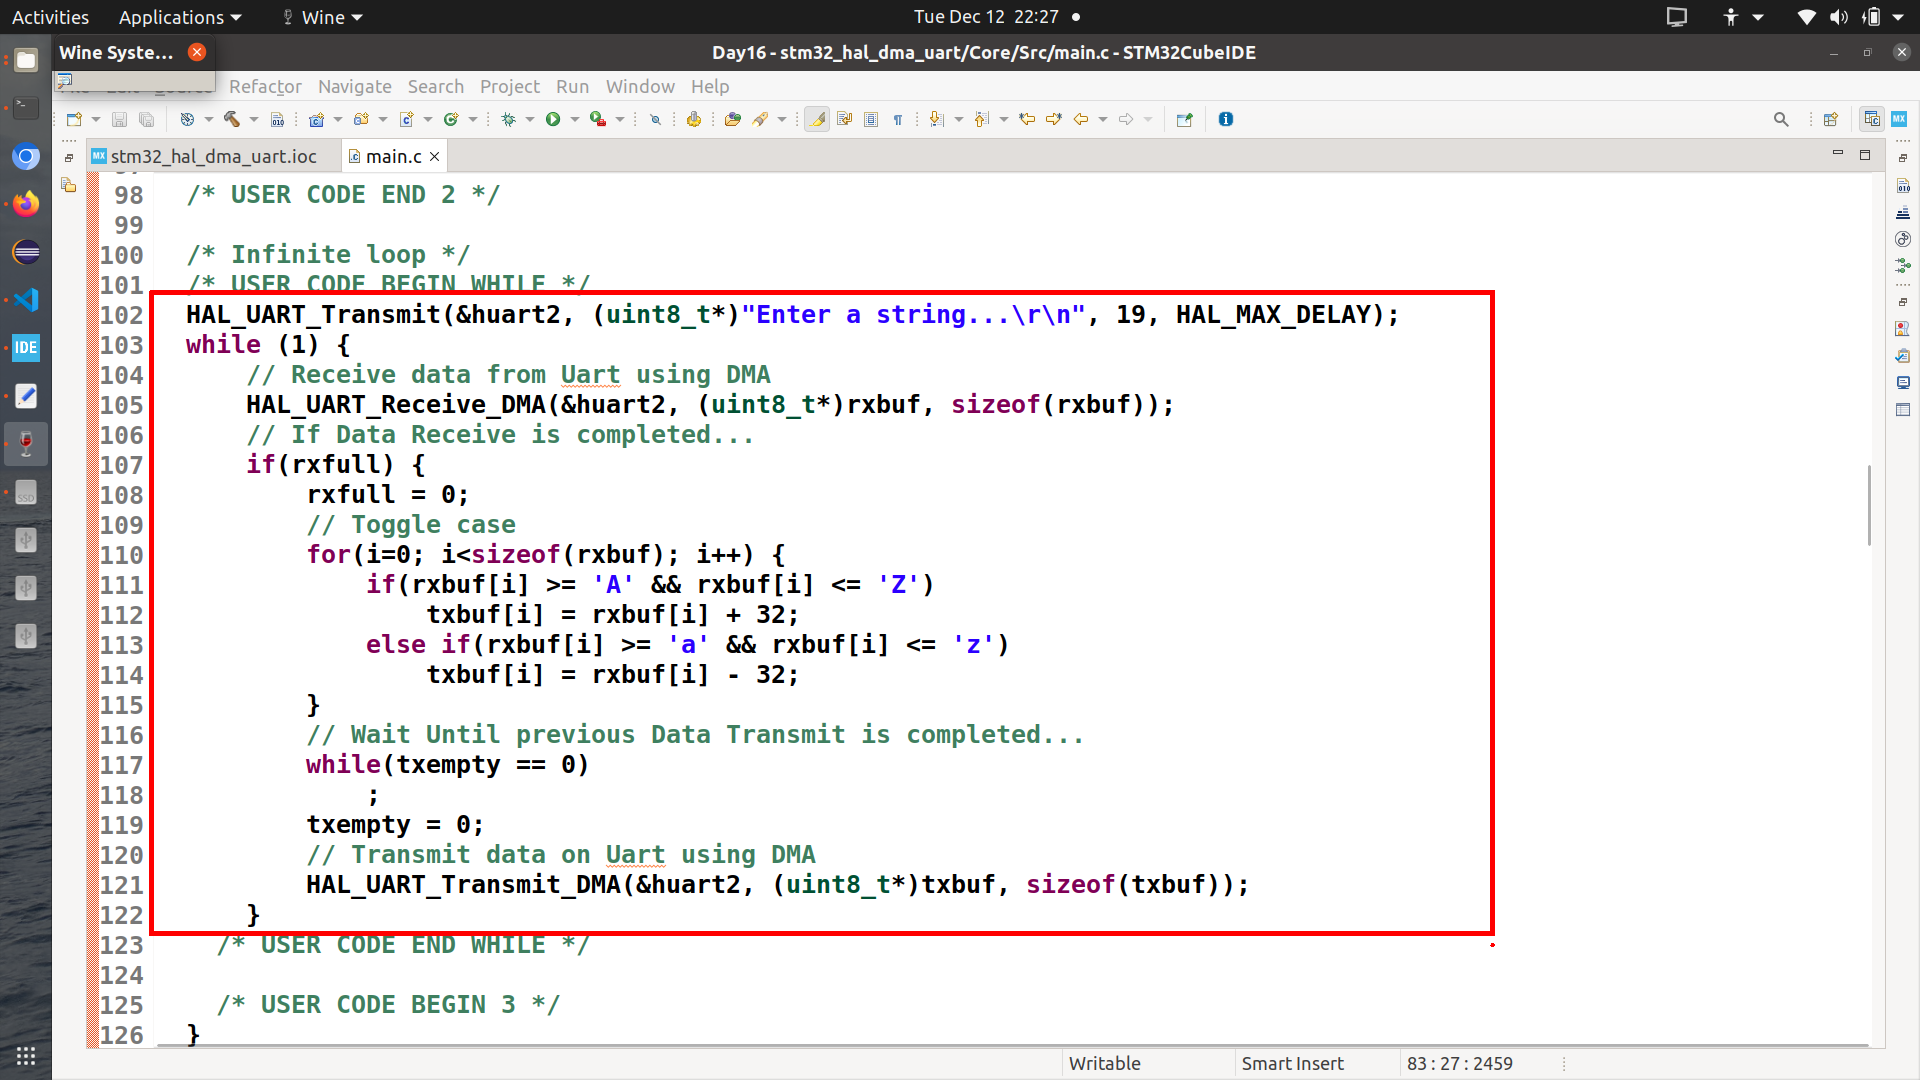 Activities Applications Wine Tue Dec 12 22:27
Wine Syste... Day16 - stm32_hal_dma_uart/Core/Src/main.c - STM32CubeIDE
Refactor Navigate Search Project Run Window Help
stm32_hal_dma_uart.ioc main.c
98 /* USER CODE END 2 */
99
100 /* Infinite loop */
101 /* USER CODE BEGIN WHILE */
102 HAL_UART_Transmit(&huart2, (uint8_t*)"Enter a string...\r\n", 19, HAL_MAX_DELAY);
103 while (1) {
104 // Receive data from Uart using DMA
105 HAL_UART_Receive_DMA(&huart2, (uint8_t*)rxbuf, sizeof(rxbuf));
106 // If Data Receive is completed...
107 if(rxfull) {
108 rxfull = 0;
109 // Toggle case
110 for(i=0; i<sizeof(rxbuf); i++) {
111 if(rxbuf[i] >= 'A' && rxbuf[i] <= 'Z')
112 txbuf[i] = rxbuf[i] + 32;
113 else if(rxbuf[i] >= 'a' && rxbuf[i] <= 'z')
114 txbuf[i] = rxbuf[i] - 32;
115 }
116 // Wait Until previous Data Transmit is completed...
117 while(txempty == 0)
118 ;
119 txempty = 0;
120 // Transmit data on Uart using DMA
121 HAL_UART_Transmit_DMA(&huart2, (uint8_t*)txbuf, sizeof(txbuf));
122 }
123 /* USER CODE END WHILE */
124
125 /* USER CODE BEGIN 3 */
126 }
Writable Smart Insert 83 : 27 : 2459
IDE
MX
MX